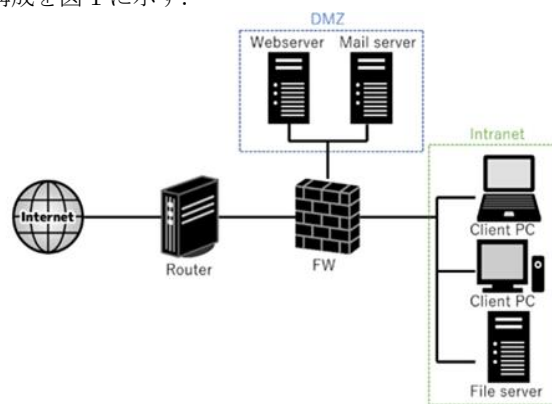 構成を図 1 に示す.
DMZ
Webserver Mail server
Intranet
Internet
Router
FW
Client PC
Client PC
File server